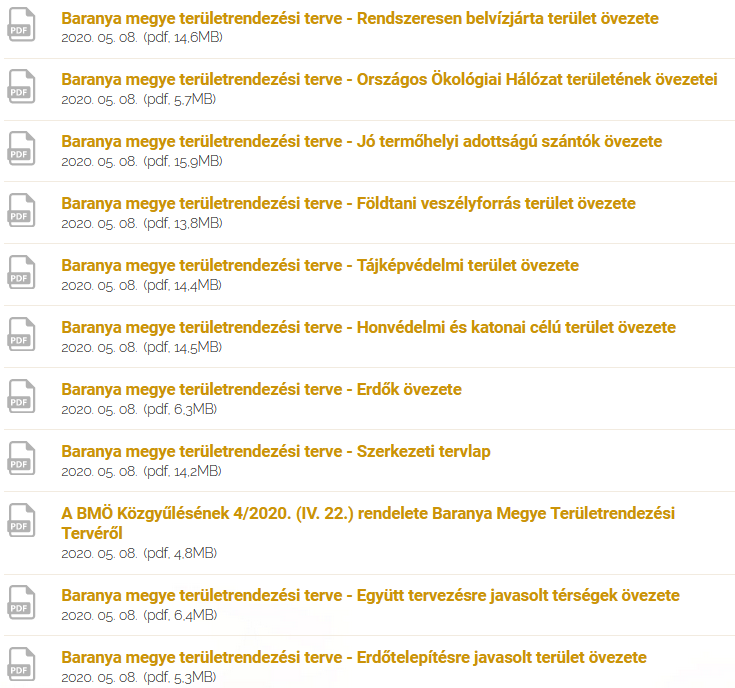 PDF
Baranya megye területrendezési terve - Rendszeresen belvízjárta terület övezete
2020. 05. 08. (pdf, 14,6MB)
PDF
Baranya megye területrendezési terve - Országos Ökológiai Hálózat területének övezetei
2020. 05. 08. (pdf, 5,7MB)
PDF
Baranya megye területrendezési terve - Jó termőhelyi adottságú szántók övezete
2020. 05. 08. (pdf, 15,9MB)
PDF
Baranya megye területrendezési terve - Földtani veszélyforrás terület övezete
2020. 05. 08. (pdf, 13,8MB)
PDF
Baranya megye területrendezési terve - Tájképvédelmi terület övezete
2020. 05. 08. (pdf, 14,4MB)
PDF
Baranya megye területrendezési terve - Honvédelmi és katonai célú terület övezete
2020. 05. 08. (pdf, 14,5MB)
PDF
Baranya megye területrendezési terve - Erdők övezete
2020. 05. 08. (pdf, 6,3MB)
PDF
Baranya megye területrendezési terve - Szerkezeti tervlap
2020. 05. 08. (pdf, 14,2MB)
PDF
A BMÖ Közgyűlésének 4/2020. (IV. 22.) rendelete Baranya Megye Területrendezési
Tervéről
2020. 05. 08. (pdf, 4,8MB)
PDF
Baranya megye területrendezési terve - Együtt tervezésre javasolt térségek övezete
2020. 05. 08. (pdf, 6,4MB)
PDF
Baranya megye területrendezési terve - Erdőtelepítésre javasolt terület övezete
2020. 05. 08. (pdf, 5,3MB)